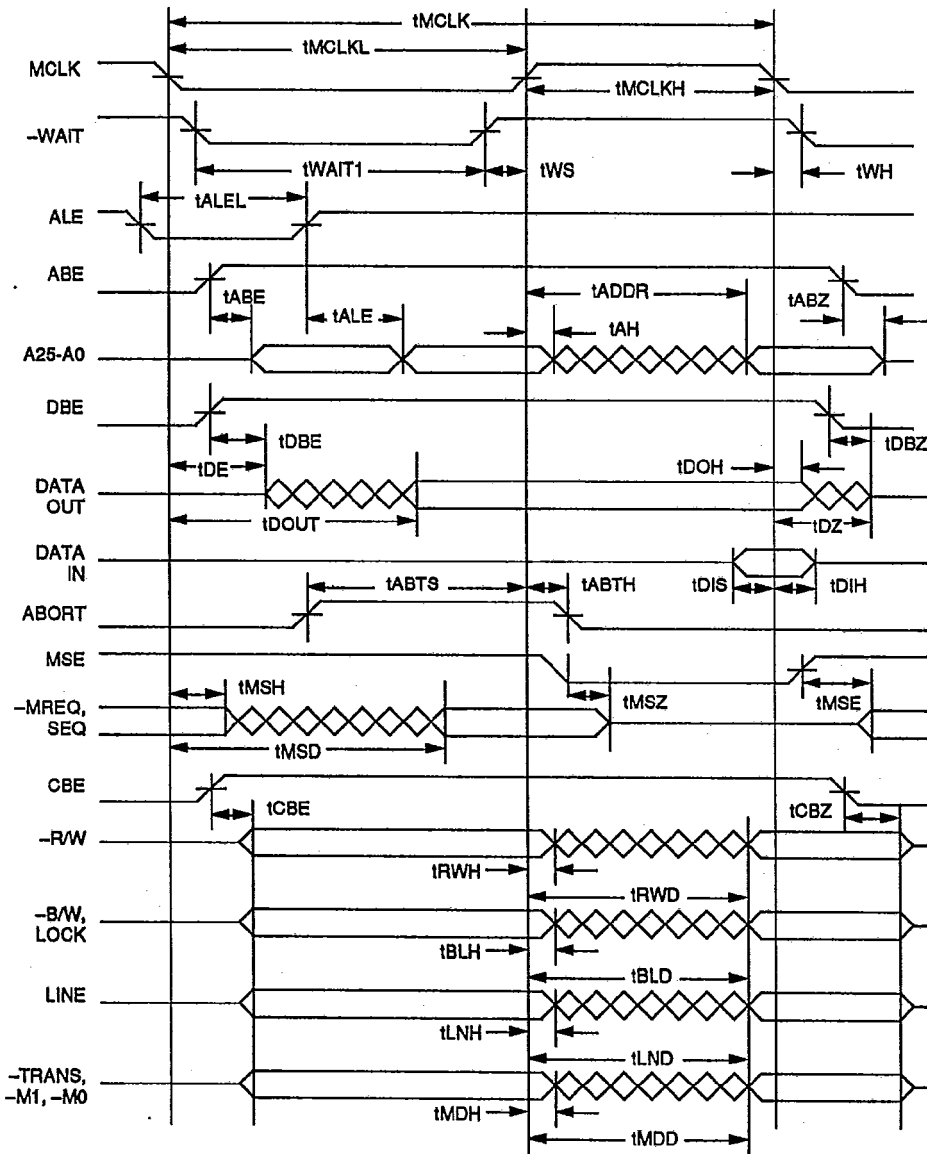 tMCLK
tMCLKL
MCLK
tMCLKH
–WAIT
tWAIT1
tWS
tWH
tALEL
ALE
ABE
tABE
tADDR
tABZ
tALE
tAH
A25-A0
DBE
tDBE
tDBZ
tDE
tDOH
DATA
OUT
tDOUT
tDZ
DATA
IN
tABTS
tABTH
tDIS
tDIH
ABORT
MSE
tMSH
tMSZ
tMSE
–MREQ,
SEQ
tMSD
CBE
tCBE
tCBZ
–R/W
tRWH
tRWD
–B/W,
LOCK
tBLH
tBLD
LINE
tLNH
tLND
–TRANS,
–M1, –M0
tMDH
tMDD